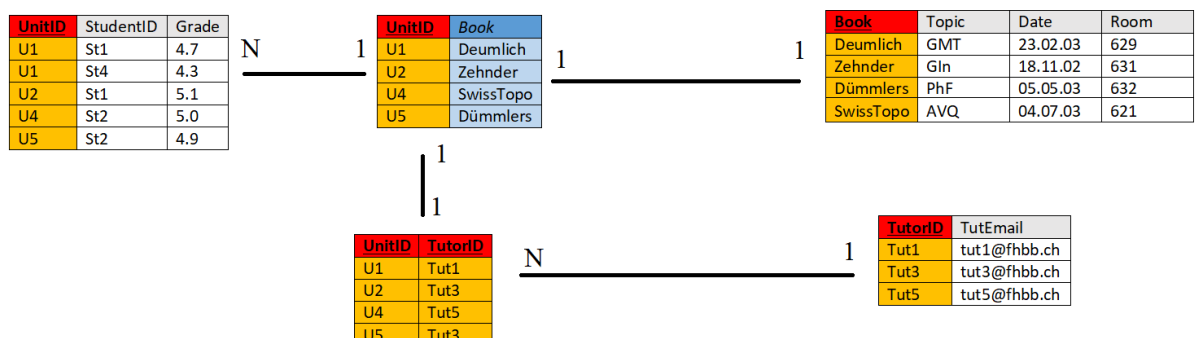 UnitID StudentID Grade
U1 St1 4.7
U1 St4 4.3
U2 St1 5.1
U4 St2 5.0
U5 St2 4.9
N 1
UnitID Book
U1 Deumlich
U2 Zehnder
U4 SwissTopo
U5 Dümmlers
1 1
Book Topic Date Room
Deumlich GMT 23.02.03 629
Zehnder Gln 18.11.02 631
Dümmlers PhF 05.05.03 632
SwissTopo AVQ 04.07.03 621
1
1
UnitID TutorID
U1 Tut1
U2 Tut3
U4 Tut5
U5 Tut3
N 1
TutorID TutEmail
Tut1 tut1@fhbb.ch
Tut3 tut3@fhbb.ch
Tut5 tut5@fhbb.ch